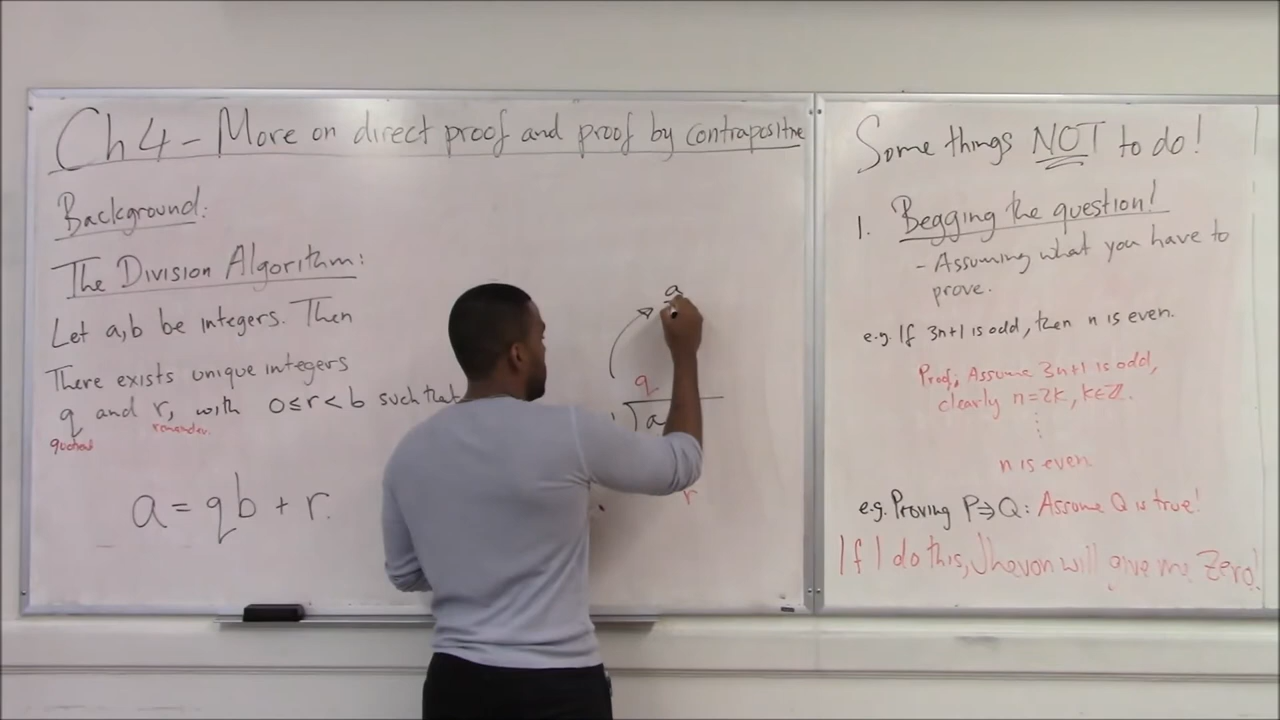 Ch 4 - More on direct proof and proof by contrapositive
Background:
The Division Algorithm:
Let a, b be integers. Then
there exists unique integers
q and r, with 0 ≤ r < b such that
quotient
remainder.
a = qb + r.
a
q
a
r
Some things NOT to do!
1. Begging the question!
- Assuming what you have to
prove.
e.g. If 3n+1 is odd, then n is even.
Proof: Assume 3n+1 is odd,
clearly n=2k, k∈ℤ.
⋮
n is even.
e.g. Proving P⇒Q: Assume Q is true!
If I do this, Jhevon will give me Zero!